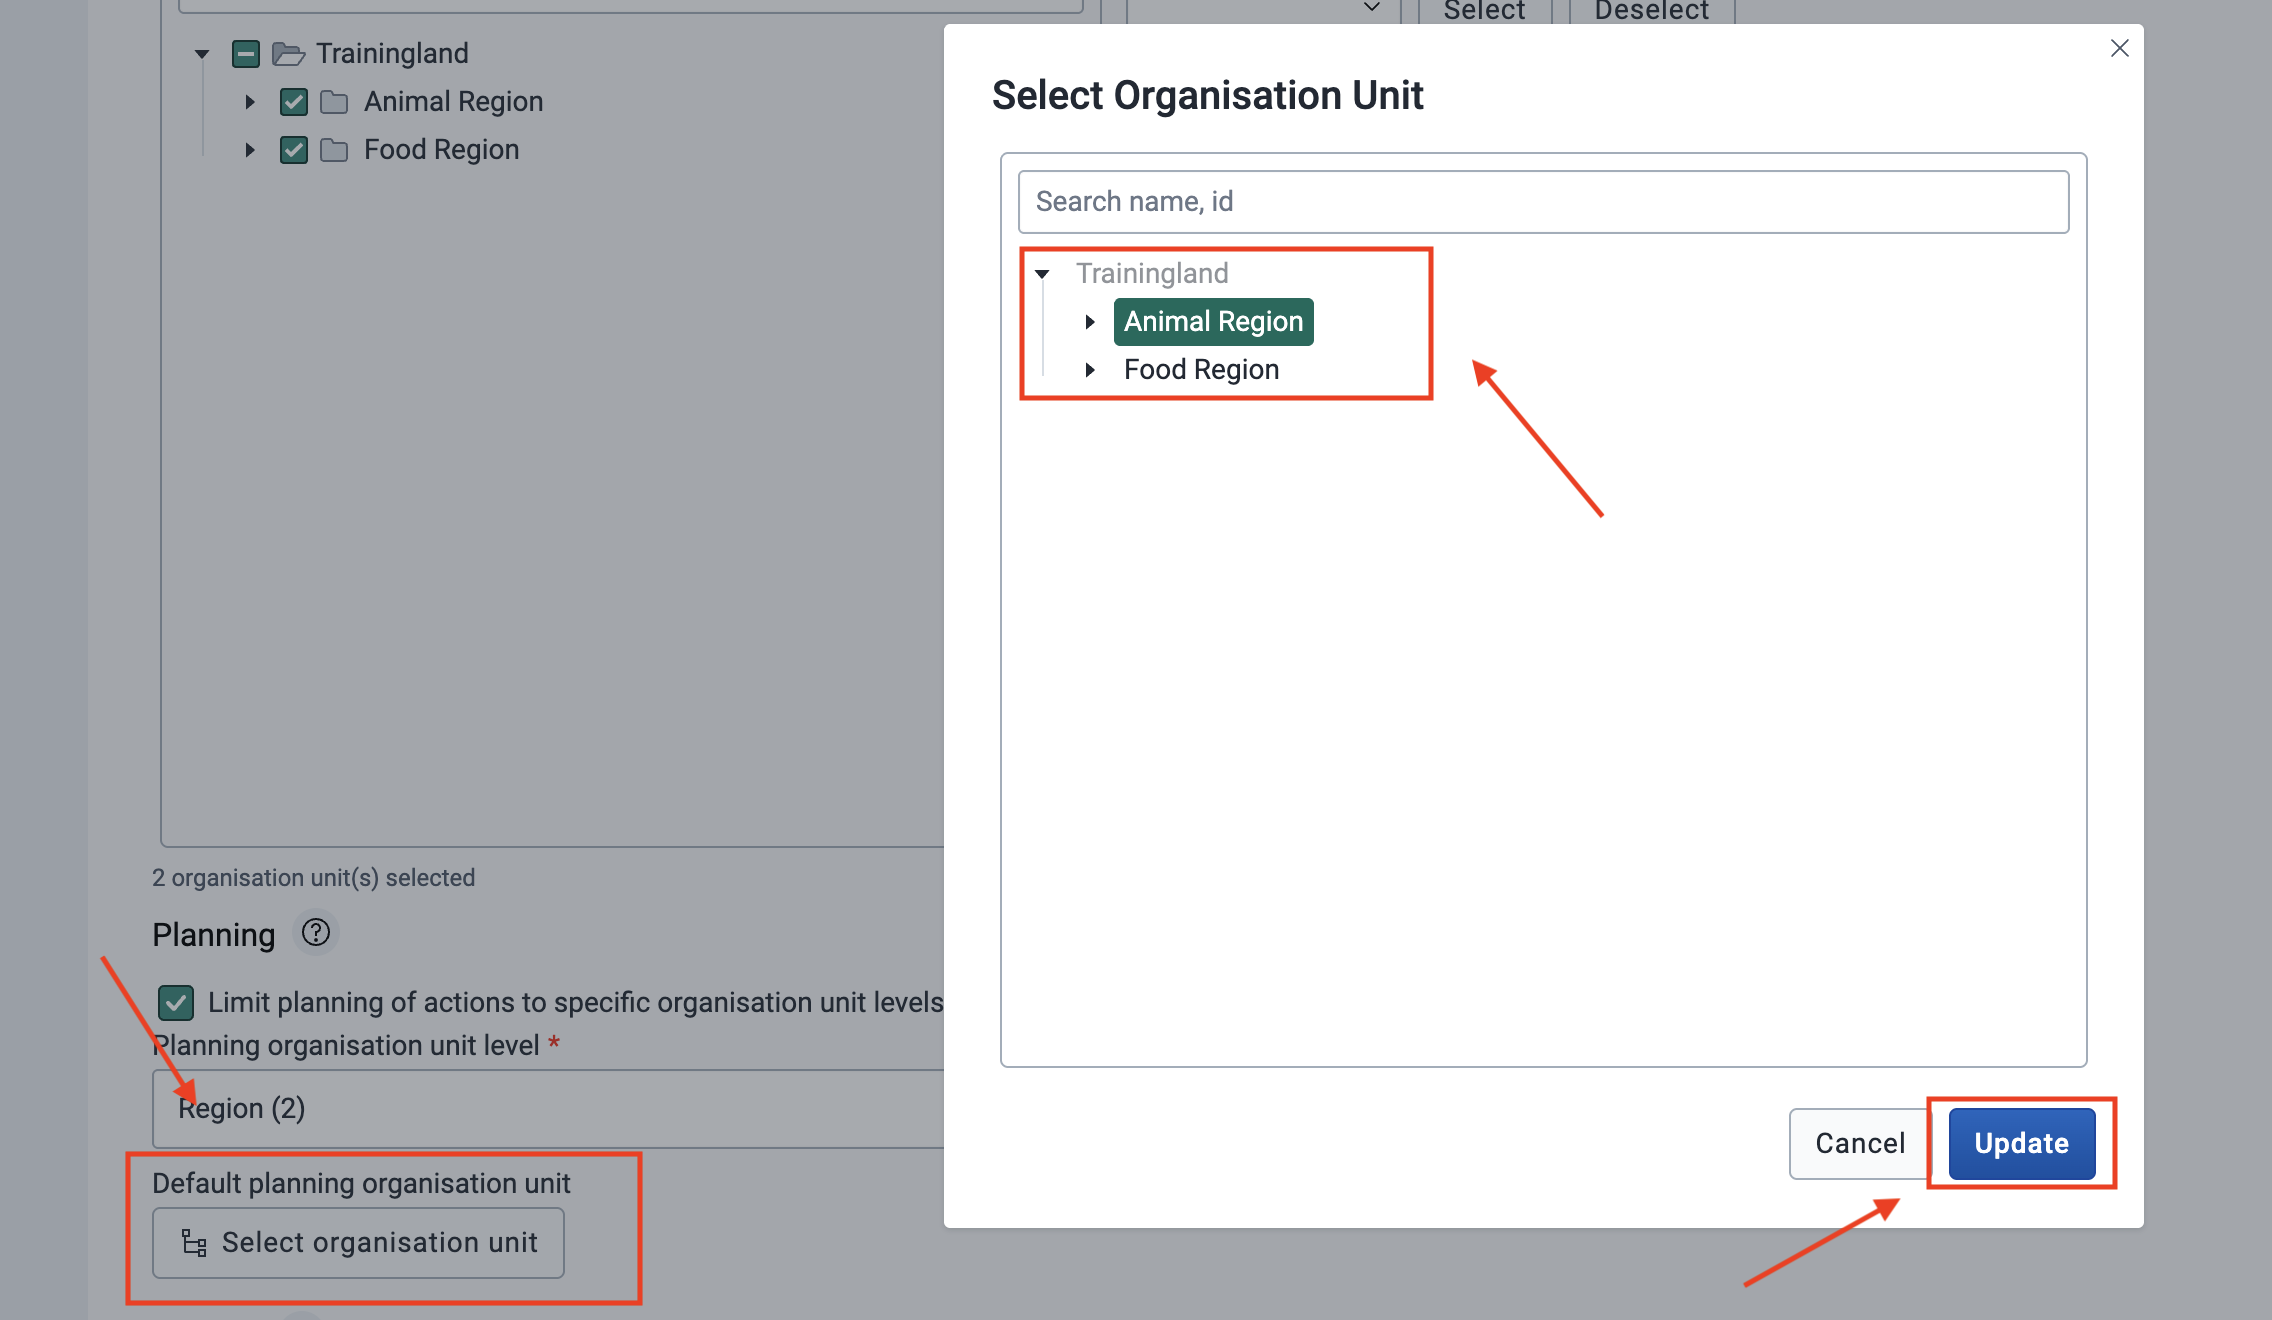 Select
Deselect
Trainingland
Animal Region
Food Region
2 organisation unit(s) selected
Planning
?
Limit planning of actions to specific organisation unit levels
Planning organisation unit level *
Region (2)
Default planning organisation unit
Select organisation unit
Select Organisation Unit
Search name, id
Trainingland
Animal Region
Food Region
Cancel
Update